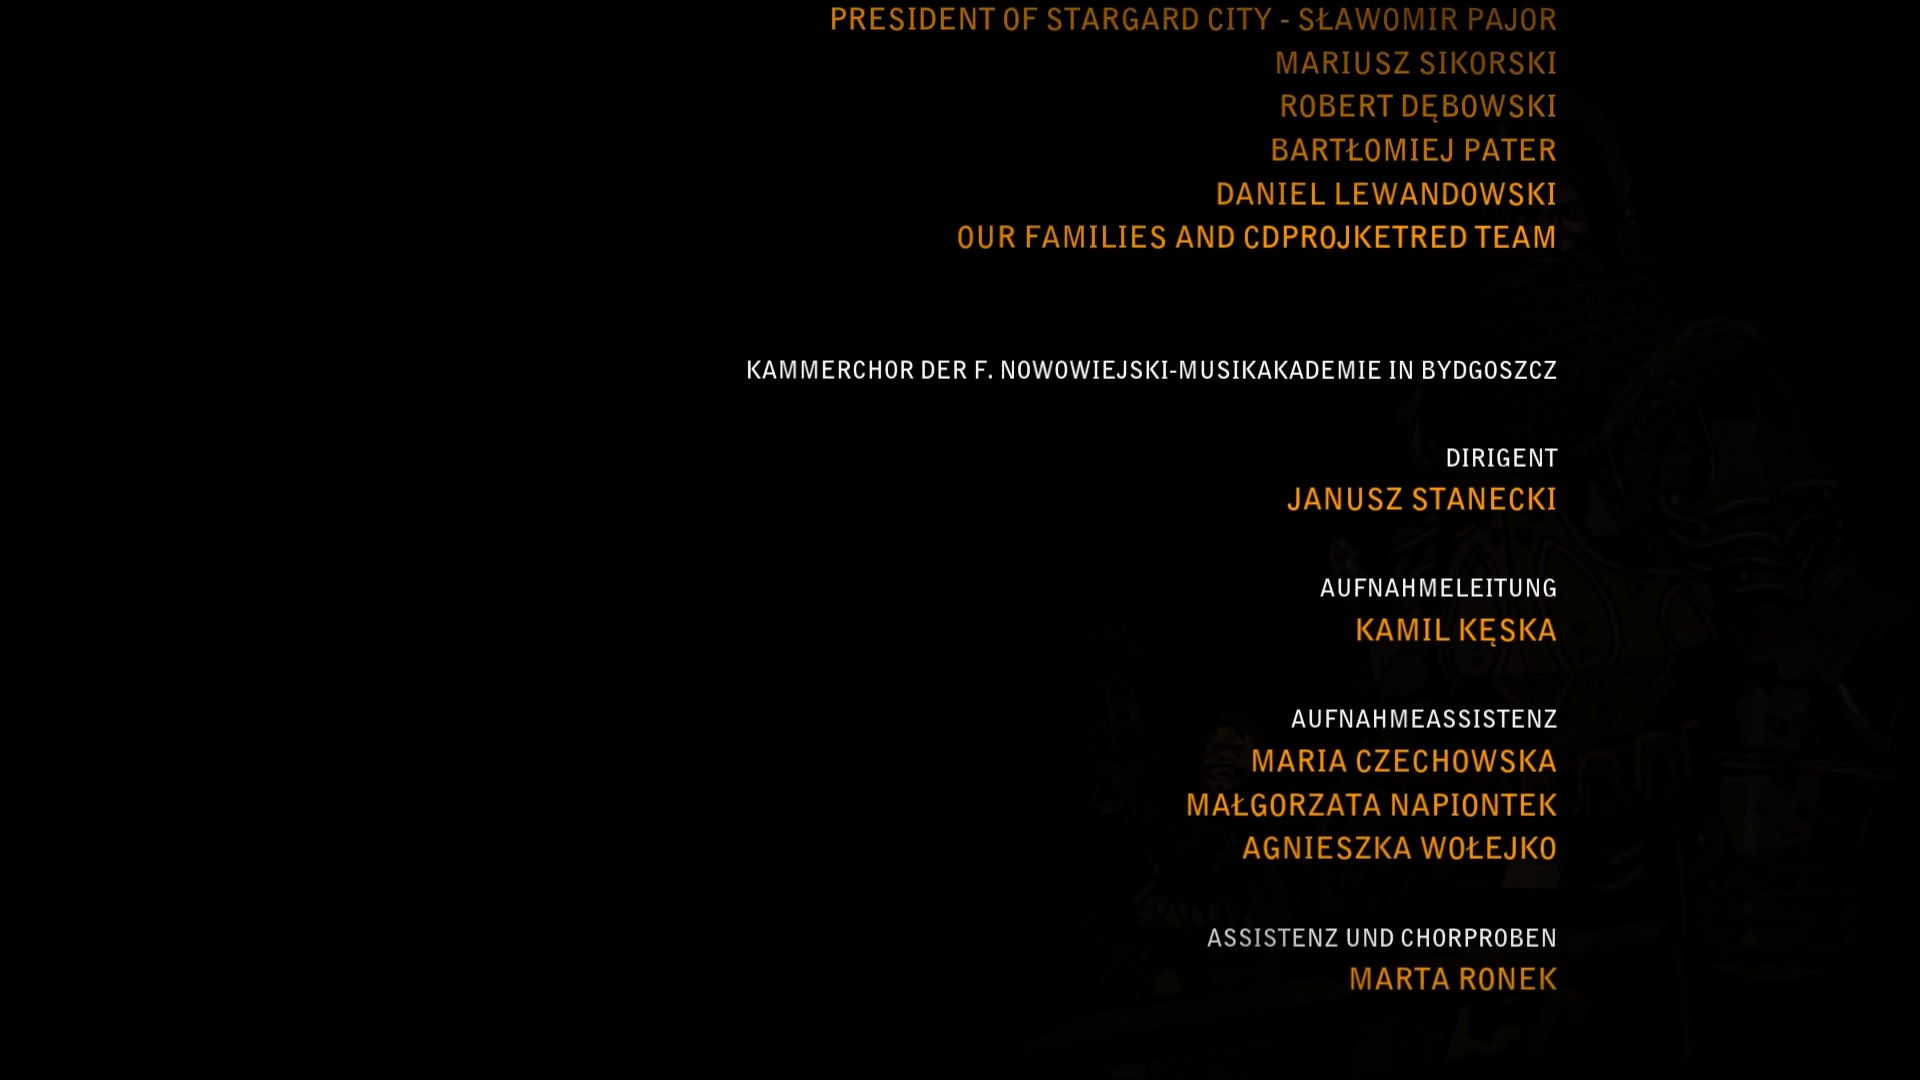 PRESIDENT OF STARGARD CITY - SŁAWOMIR PAJOR
MARIUSZ SIKORSKI
ROBERT DĘBOWSKI
BARTŁOMIEJ PATER
DANIEL LEWANDOWSKI
OUR FAMILIES AND CDPROJKETRED TEAM
KAMMERCHOR DER F. NOWOWIEJSKI-MUSIKAKADEMIE IN BYDGOSZCZ
DIRIGENT
JANUSZ STANECKI
AUFNAHMELEITUNG
KAMIL KĘSKA
AUFNAHMEASSISTENZ
MARIA CZECHOWSKA
MAŁGORZATA NAPIONTEK
AGNIESZKA WOŁEJKO
ASSISTENZ UND CHORPROBEN
MARTA RONEK